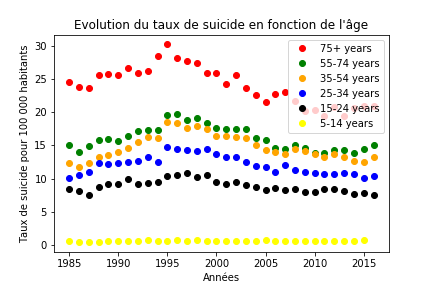 Evolution du taux de suicide en fonction de l'âge
Taux de suicide pour 100 000 habitants
30
25
20
15
10
5
0
75+ years
55-74 years
35-54 years
25-34 years
15-24 years
5-14 years
1985
1990
1995
2000
2005
2010
2015
Années